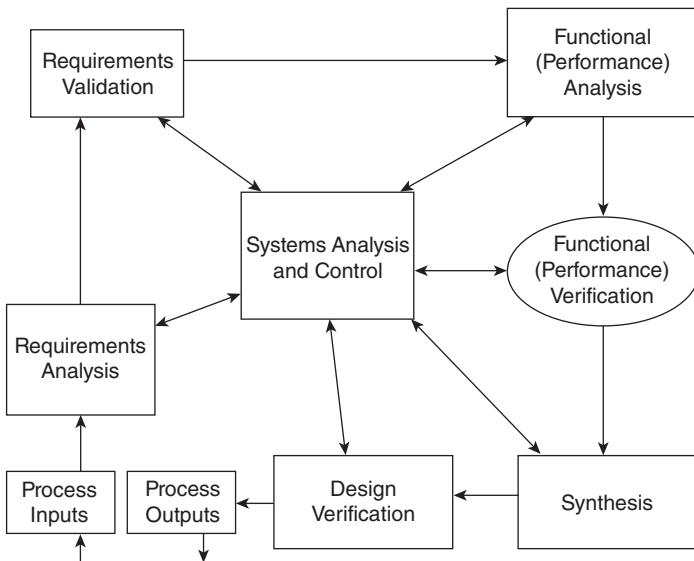 Requirements
Validation
Functional
(Performance)
Analysis
Systems Analysis
and Control
Functional
(Performance)
Verification
Requirements
Analysis
Process
Inputs
Process
Outputs
Design
Verification
Synthesis